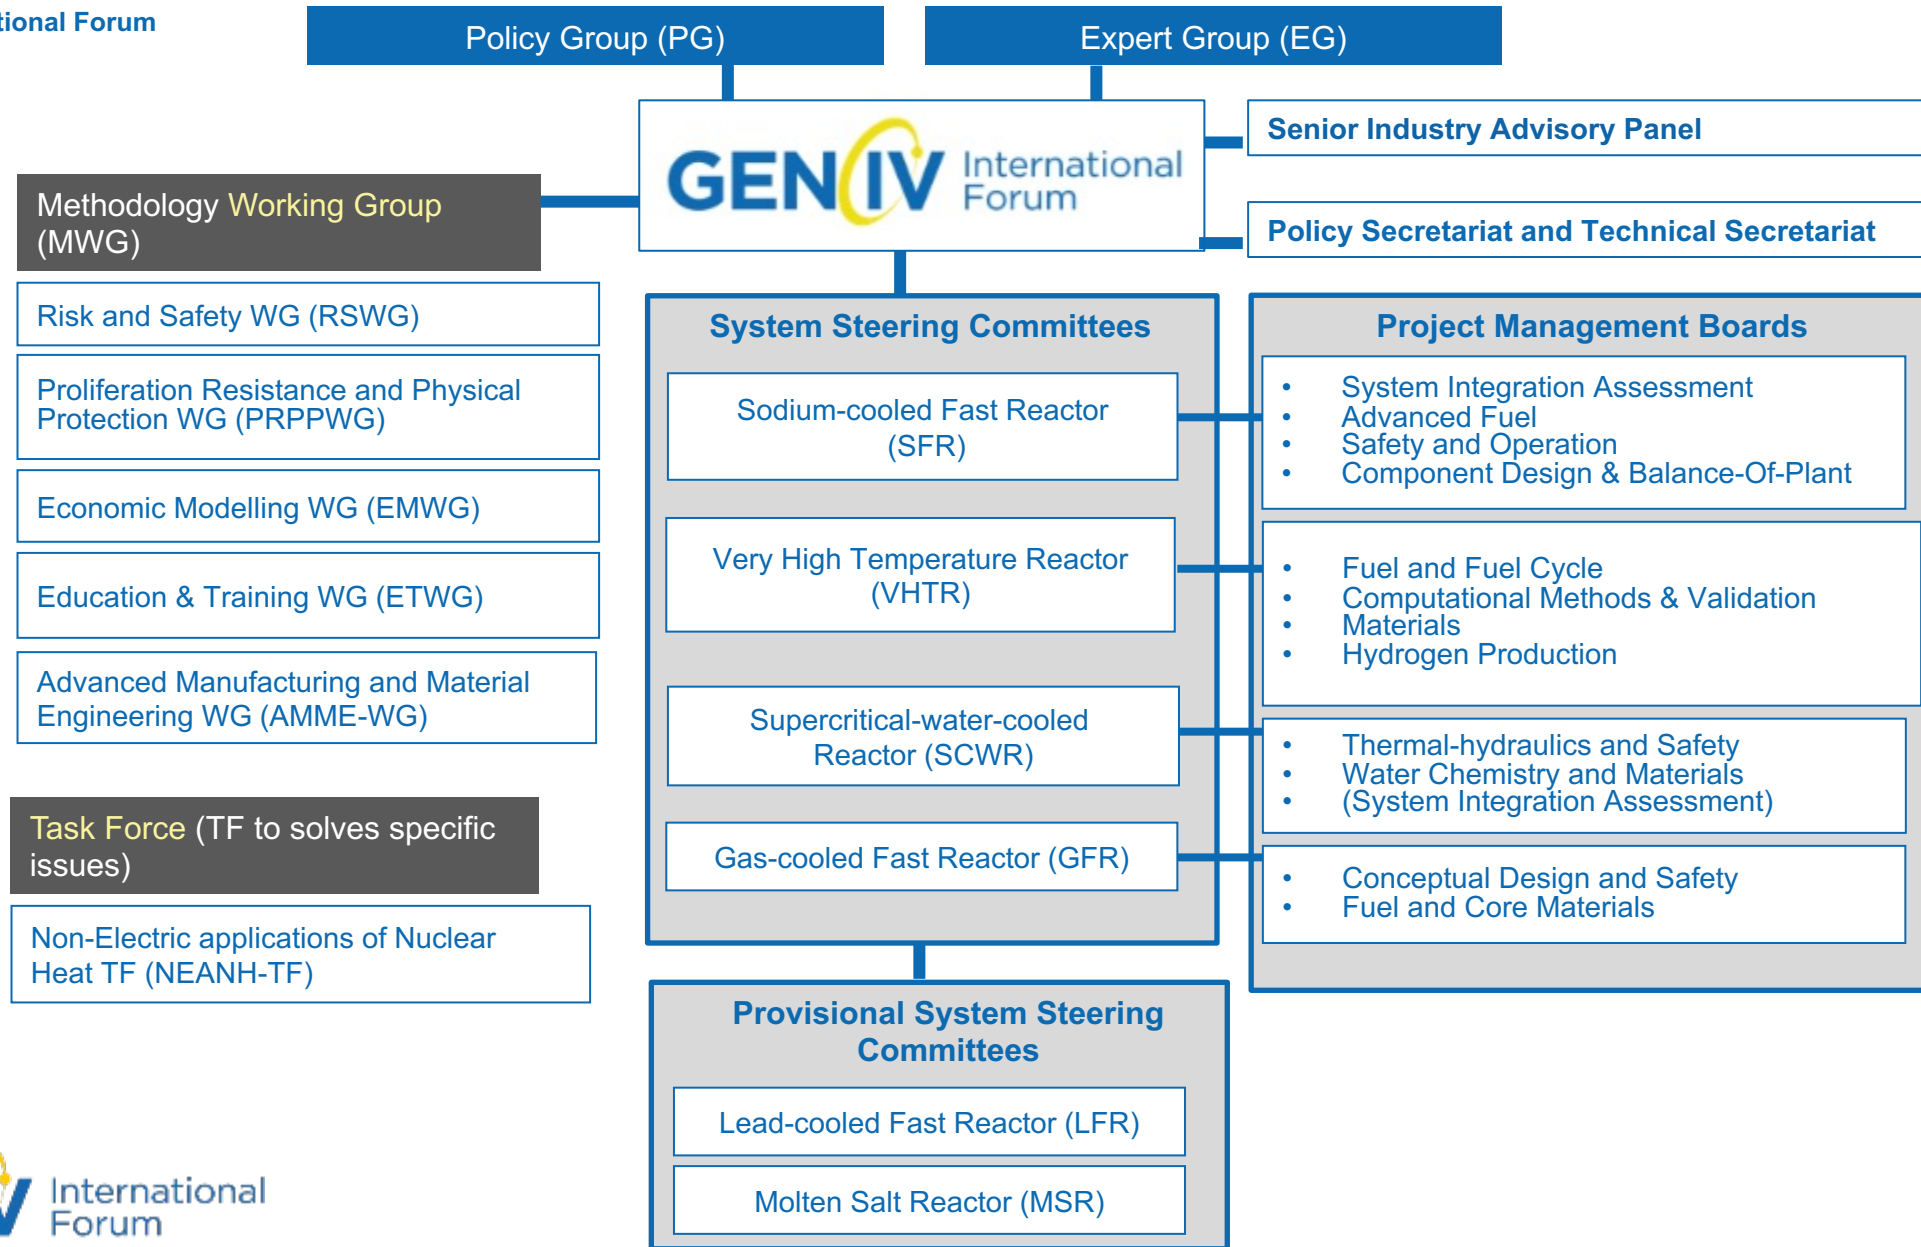 tional Forum
Policy Group (PG)
Expert Group (EG)
GEN IV International
Forum
Senior Industry Advisory Panel
Policy Secretariat and Technical Secretariat
Methodology Working Group
(MWG)
Risk and Safety WG (RSWG)
Proliferation Resistance and Physical
Protection WG (PRPPWG)
Economic Modelling WG (EMWG)
Education & Training WG (ETWG)
Advanced Manufacturing and Material
Engineering WG (AMME-WG)
Task Force (TF to solves specific
issues)
Non-Electric applications of Nuclear
Heat TF (NEANH-TF)
System Steering Committees
Sodium-cooled Fast Reactor
(SFR)
Very High Temperature Reactor
(VHTR)
Supercritical-water-cooled
Reactor (SCWR)
Gas-cooled Fast Reactor (GFR)
Project Management Boards
• System Integration Assessment
• Advanced Fuel
• Safety and Operation
• Component Design & Balance-Of-Plant
• Fuel and Fuel Cycle
• Computational Methods & Validation
• Materials
• Hydrogen Production
• Thermal-hydraulics and Safety
• Water Chemistry and Materials
• (System Integration Assessment)
• Conceptual Design and Safety
• Fuel and Core Materials
Provisional System Steering
Committees
Lead-cooled Fast Reactor (LFR)
Molten Salt Reactor (MSR)
V International
Forum